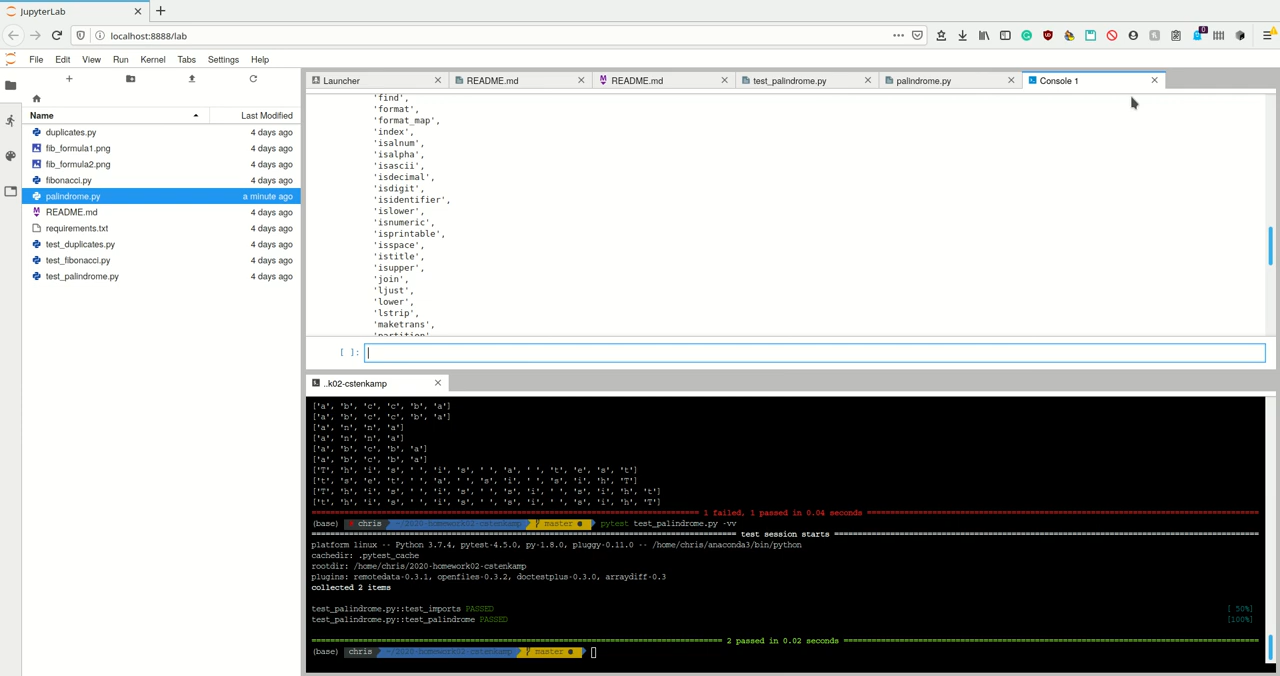 JupyterLab
localhost:8888/lab
File Edit View Run Kernel Tabs Settings Help
Launcher README.md README.md test_palindrome.py palindrome.py Console 1
Name Last Modified
duplicates.py 4 days ago
fib_formula1.png 4 days ago
fib_formula2.png 4 days ago
fibonacci.py 4 days ago
palindrome.py a minute ago
README.md 4 days ago
requirements.txt 4 days ago
test_duplicates.py 4 days ago
test_fibonacci.py 4 days ago
test_palindrome.py 4 days ago
'find',
'format',
'format_map',
'index',
'isalnum',
'isalpha',
'isascii',
'isdecimal',
'isdigit',
'isidentifier',
'islower',
'isnumeric',
'isprintable',
'isspace',
'istitle',
'isupper',
'join',
'ljust',
'lower',
'lstrip',
'maketrans',
'partition',
[ ]:
..k02-cstenkamp
['a', 'b', 'c', 'c', 'b', 'a']
['a', 'b', 'c', 'c', 'b', 'a']
['a', 'n', 'n', 'a']
['a', 'n', 'n', 'a']
['a', 'b', 'c', 'b', 'a']
['a', 'b', 'c', 'b', 'a']
['T', 'h', 'i', 's', ' ', 'i', 's', ' ', 'a', ' ', 't', 'e', 's', 't']
['t', 's', 'e', 't', ' ', 'a', ' ', 's', 'i', ' ', 's', 'i', 'h', 'T']
['T', 'h', 'i', 's', ' ', 'i', 's', ' ', 's', 'i', ' ', 's', 'i', 'h', 't']
['t', 'h', 'i', 's', ' ', 'i', 's', ' ', 's', 'i', ' ', 's', 'i', 'h', 'T']
1 failed, 1 passed in 0.04 seconds
(base) chris ~/2020-homework02-cstenkamp master ● pytest test_palindrome.py -vv
test session starts
platform linux -- Python 3.7.4, pytest-4.5.0, py-1.8.0, pluggy-0.11.0 -- /home/chris/anaconda3/bin/python
cachedir: .pytest_cache
rootdir: /home/chris/2020-homework02-cstenkamp
plugins: remotedata-0.3.1, openfiles-0.3.2, doctestplus-0.3.0, arraydiff-0.3
collected 2 items
test_palindrome.py::test_imports PASSED [ 50%]
test_palindrome.py::test_palindrome PASSED [100%]
2 passed in 0.02 seconds
(base) chris ~/2020-homework02-cstenkamp master ●